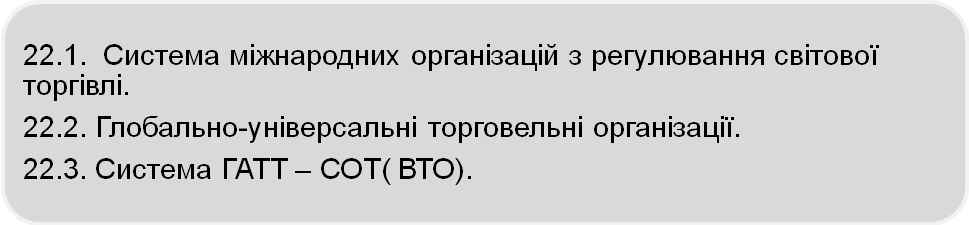 22.1. Система міжнародних організацій з регулювання світової
торгівлі.
22.2. Глобально-універсальні торговельні організації.
22.3. Система ГАТТ – СОТ( ВТО).